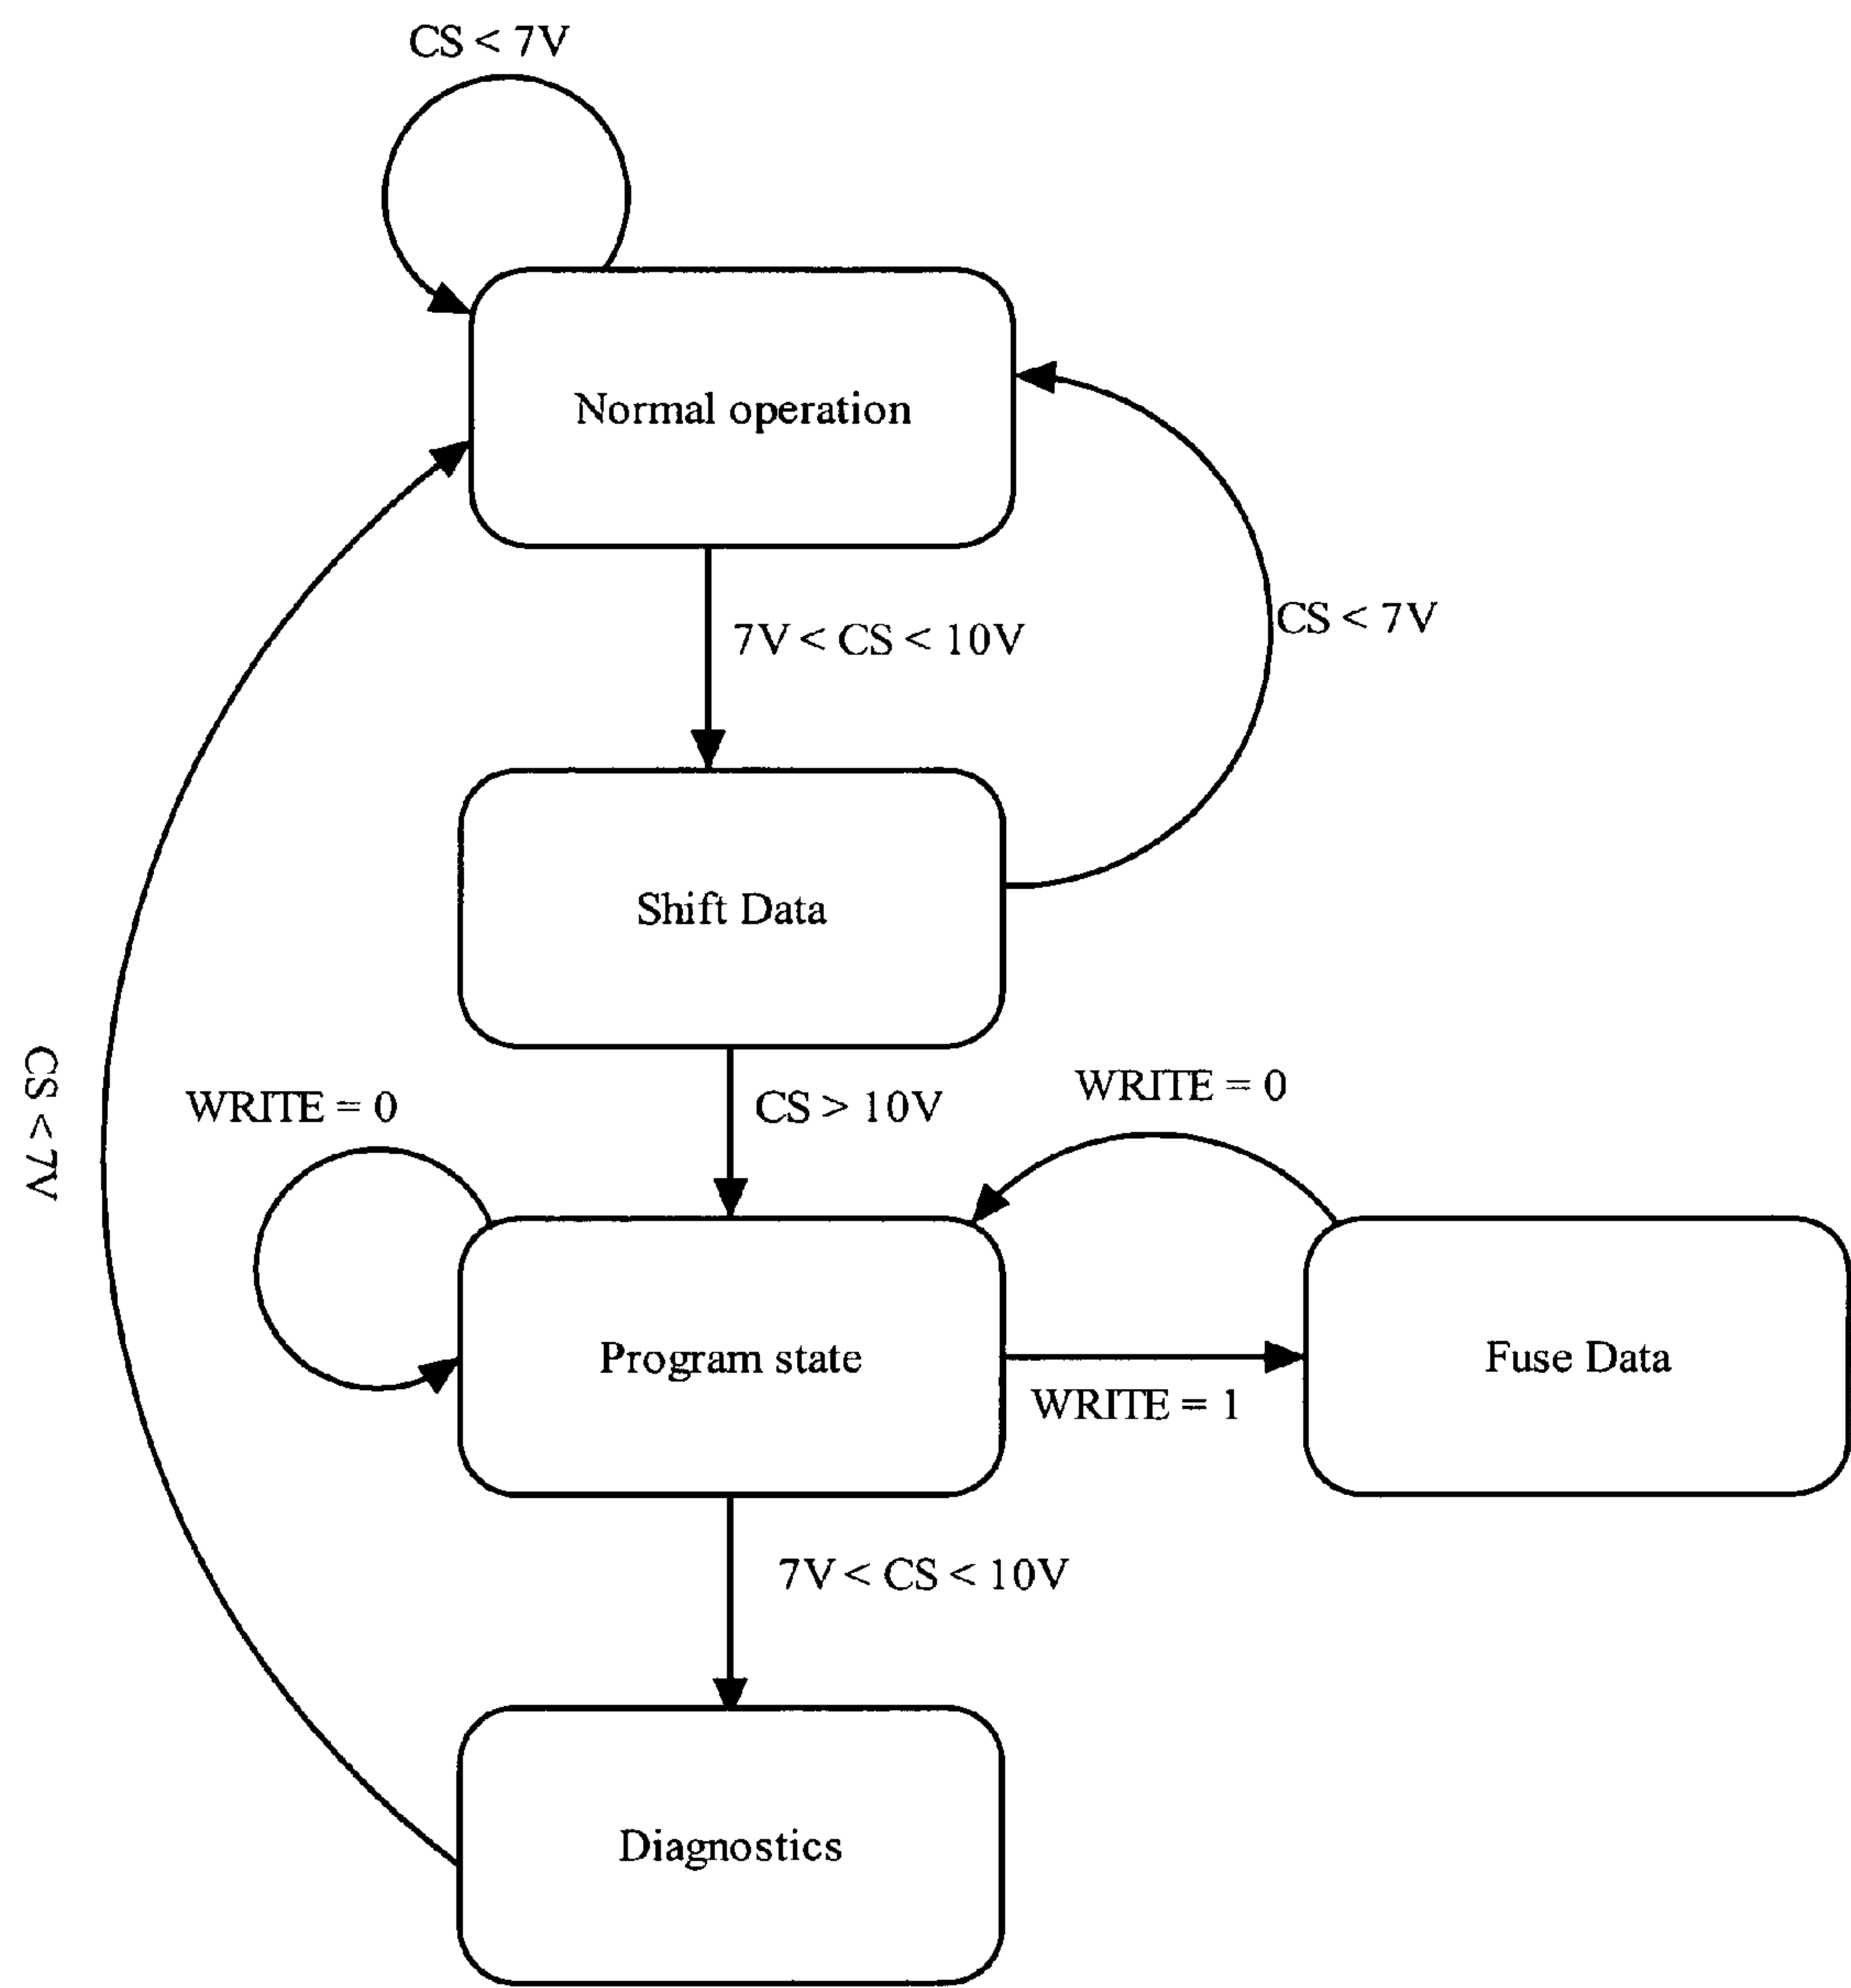 CS < 7V
Normal operation
7V < CS < 10V
CS < 7V
Shift Data
CS < 7V
WRITE = 0
CS > 10V
WRITE = 0
Program state
WRITE = 1
Fuse Data
7V < CS < 10V
Diagnostics